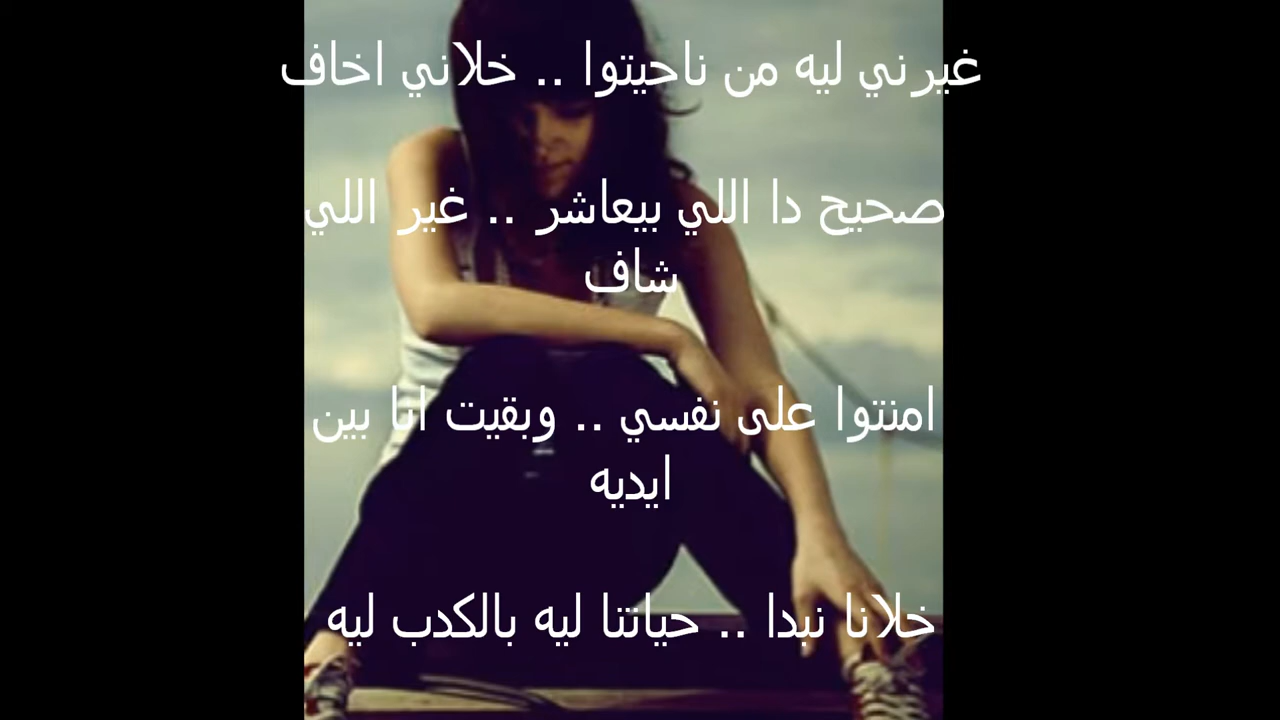 غيرني ليه من ناحيتوا .. خلاني اخاف
صحيح دا اللي بيعاشر .. غير اللي
شاف
امنتوا على نفسي .. وبقيت انا بين
ايديه
خلانا نبدا .. حياتنا ليه بالكدب ليه